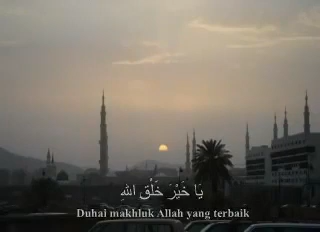 يَا خَيْرَ خَلْقِ اللهِ
Duhai makhluk Allah yang terbaik